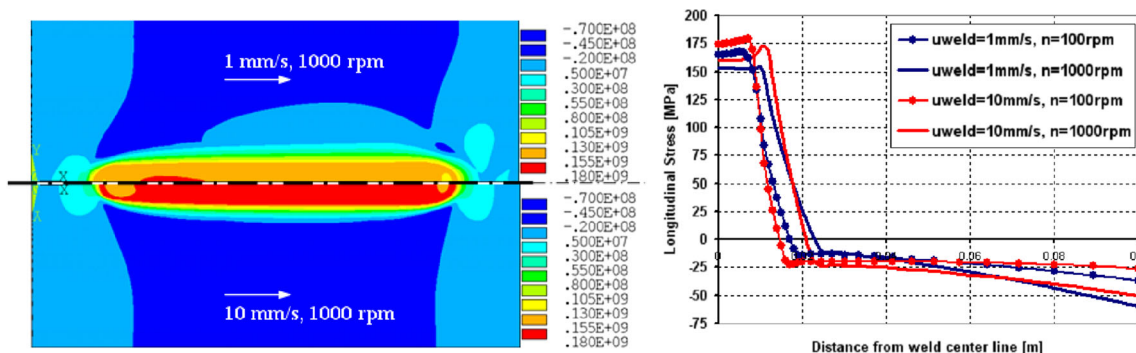 1 mm/s, 1000 rpm
-.700E+08
-.450E+08
-.200E+08
.500E+07
.300E+08
.550E+08
.800E+08
.105E+09
.130E+09
.155E+09
.180E+09
Y
X
X
-.700E+08
-.450E+08
-.200E+08
.500E+07
.300E+08
.550E+08
.800E+08
.105E+09
.130E+09
.155E+09
.180E+09
10 mm/s, 1000 rpm
Longitudinal Stress [MPa]
200
175
150
125
100
75
50
25
0
-25
-50
-75
uweld=1mm/s, n=100rpm
uweld=1mm/s, n=1000rpm
uweld=10mm/s, n=100rpm
uweld=10mm/s, n=1000rpm
0.06
0.08
Distance from weld center line [m]